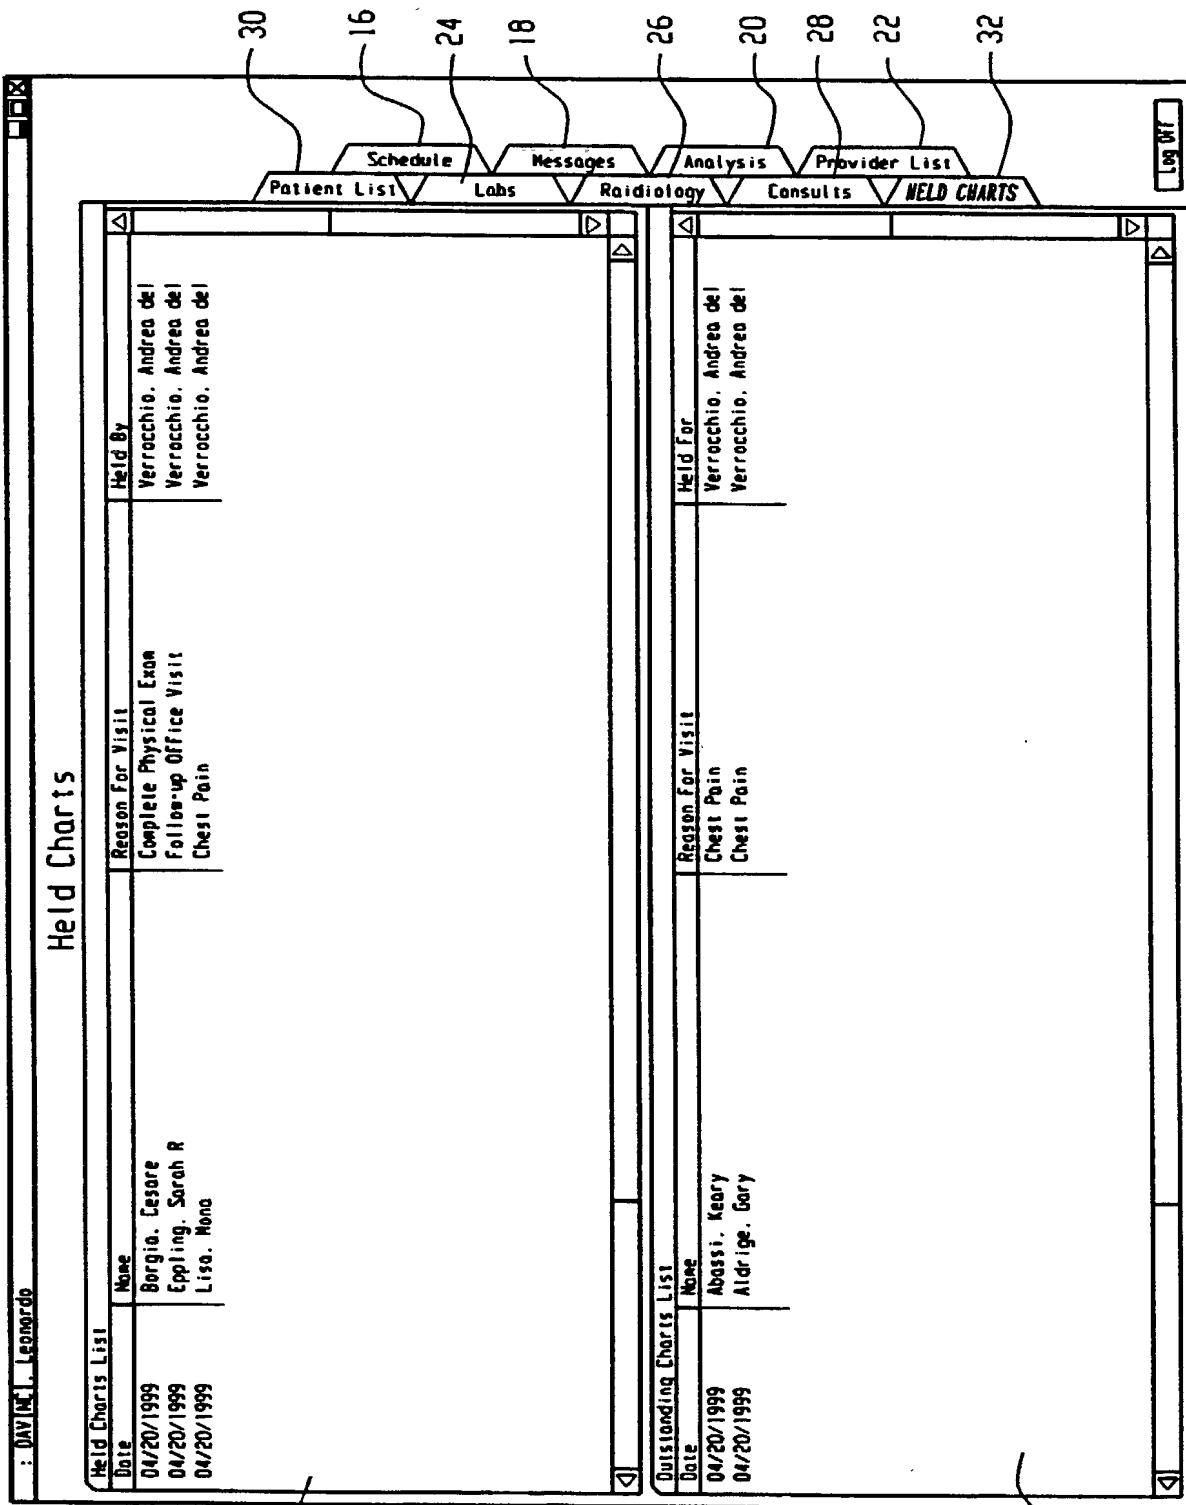 : DAVINCI, Leonardo
Held Charts
Held Charts List
Date Name Reason For Visit Held By
04/20/1999 Borgia, Cesare Complete Physical Exam Verrocchio, Andrea del
04/20/1999 Eppling, Sarah R Follow-up Office Visit Verrocchio, Andrea del
04/20/1999 Lisa, Mona Chest Pain Verrocchio, Andrea del
Outstanding Charts List
Date Name Reason For Visit Held For
04/20/1999 Abassi, Keary Chest Pain Verrocchio, Andrea del
04/20/1999 Aldrige, Gary Chest Pain Verrocchio, Andrea del
Patient List
Schedule
Labs
Messages
Raidiology
Analysis
Consults
Provider List
HELD CHARTS
Log Off
30
16
24
18
26
20
28
22
32